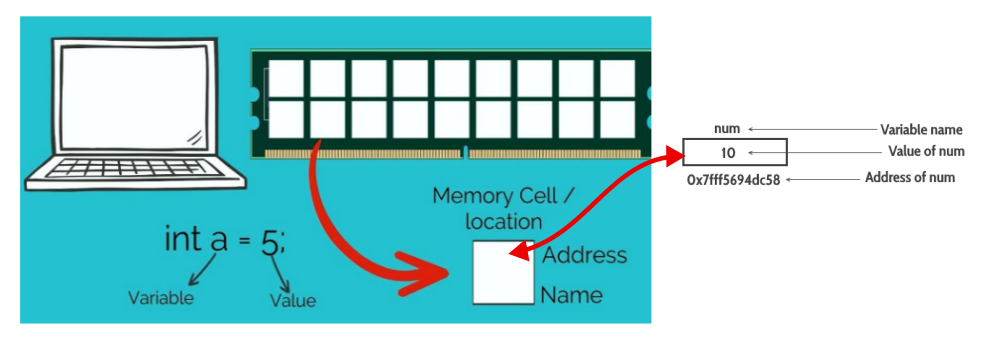 Memory Cell /
location
Address
Name
int a = 5;
Variable
Value
num
Variable name
10
Value of num
0x7fff5694dc58
Address of num